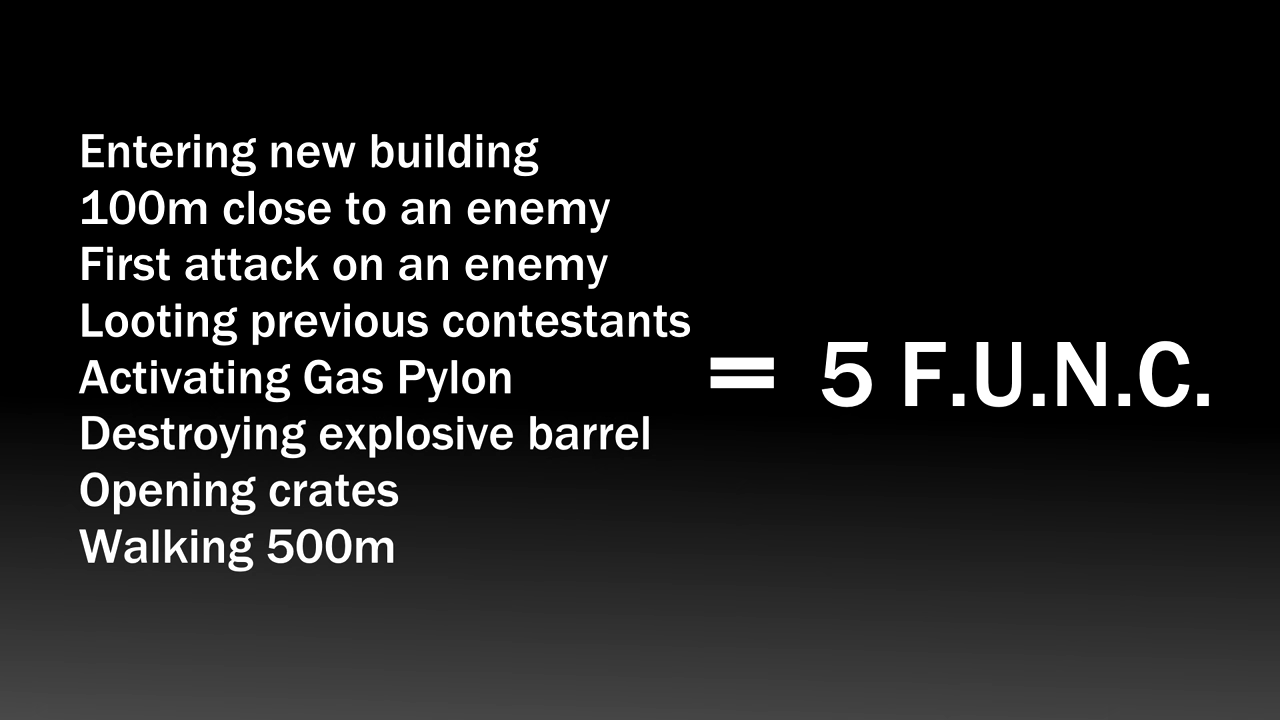 Entering new building
100m close to an enemy
First attack on an enemy
Looting previous contestants
Activating Gas Pylon
Destroying explosive barrel
Opening crates
Walking 500m
= 5 F.U.N.C.